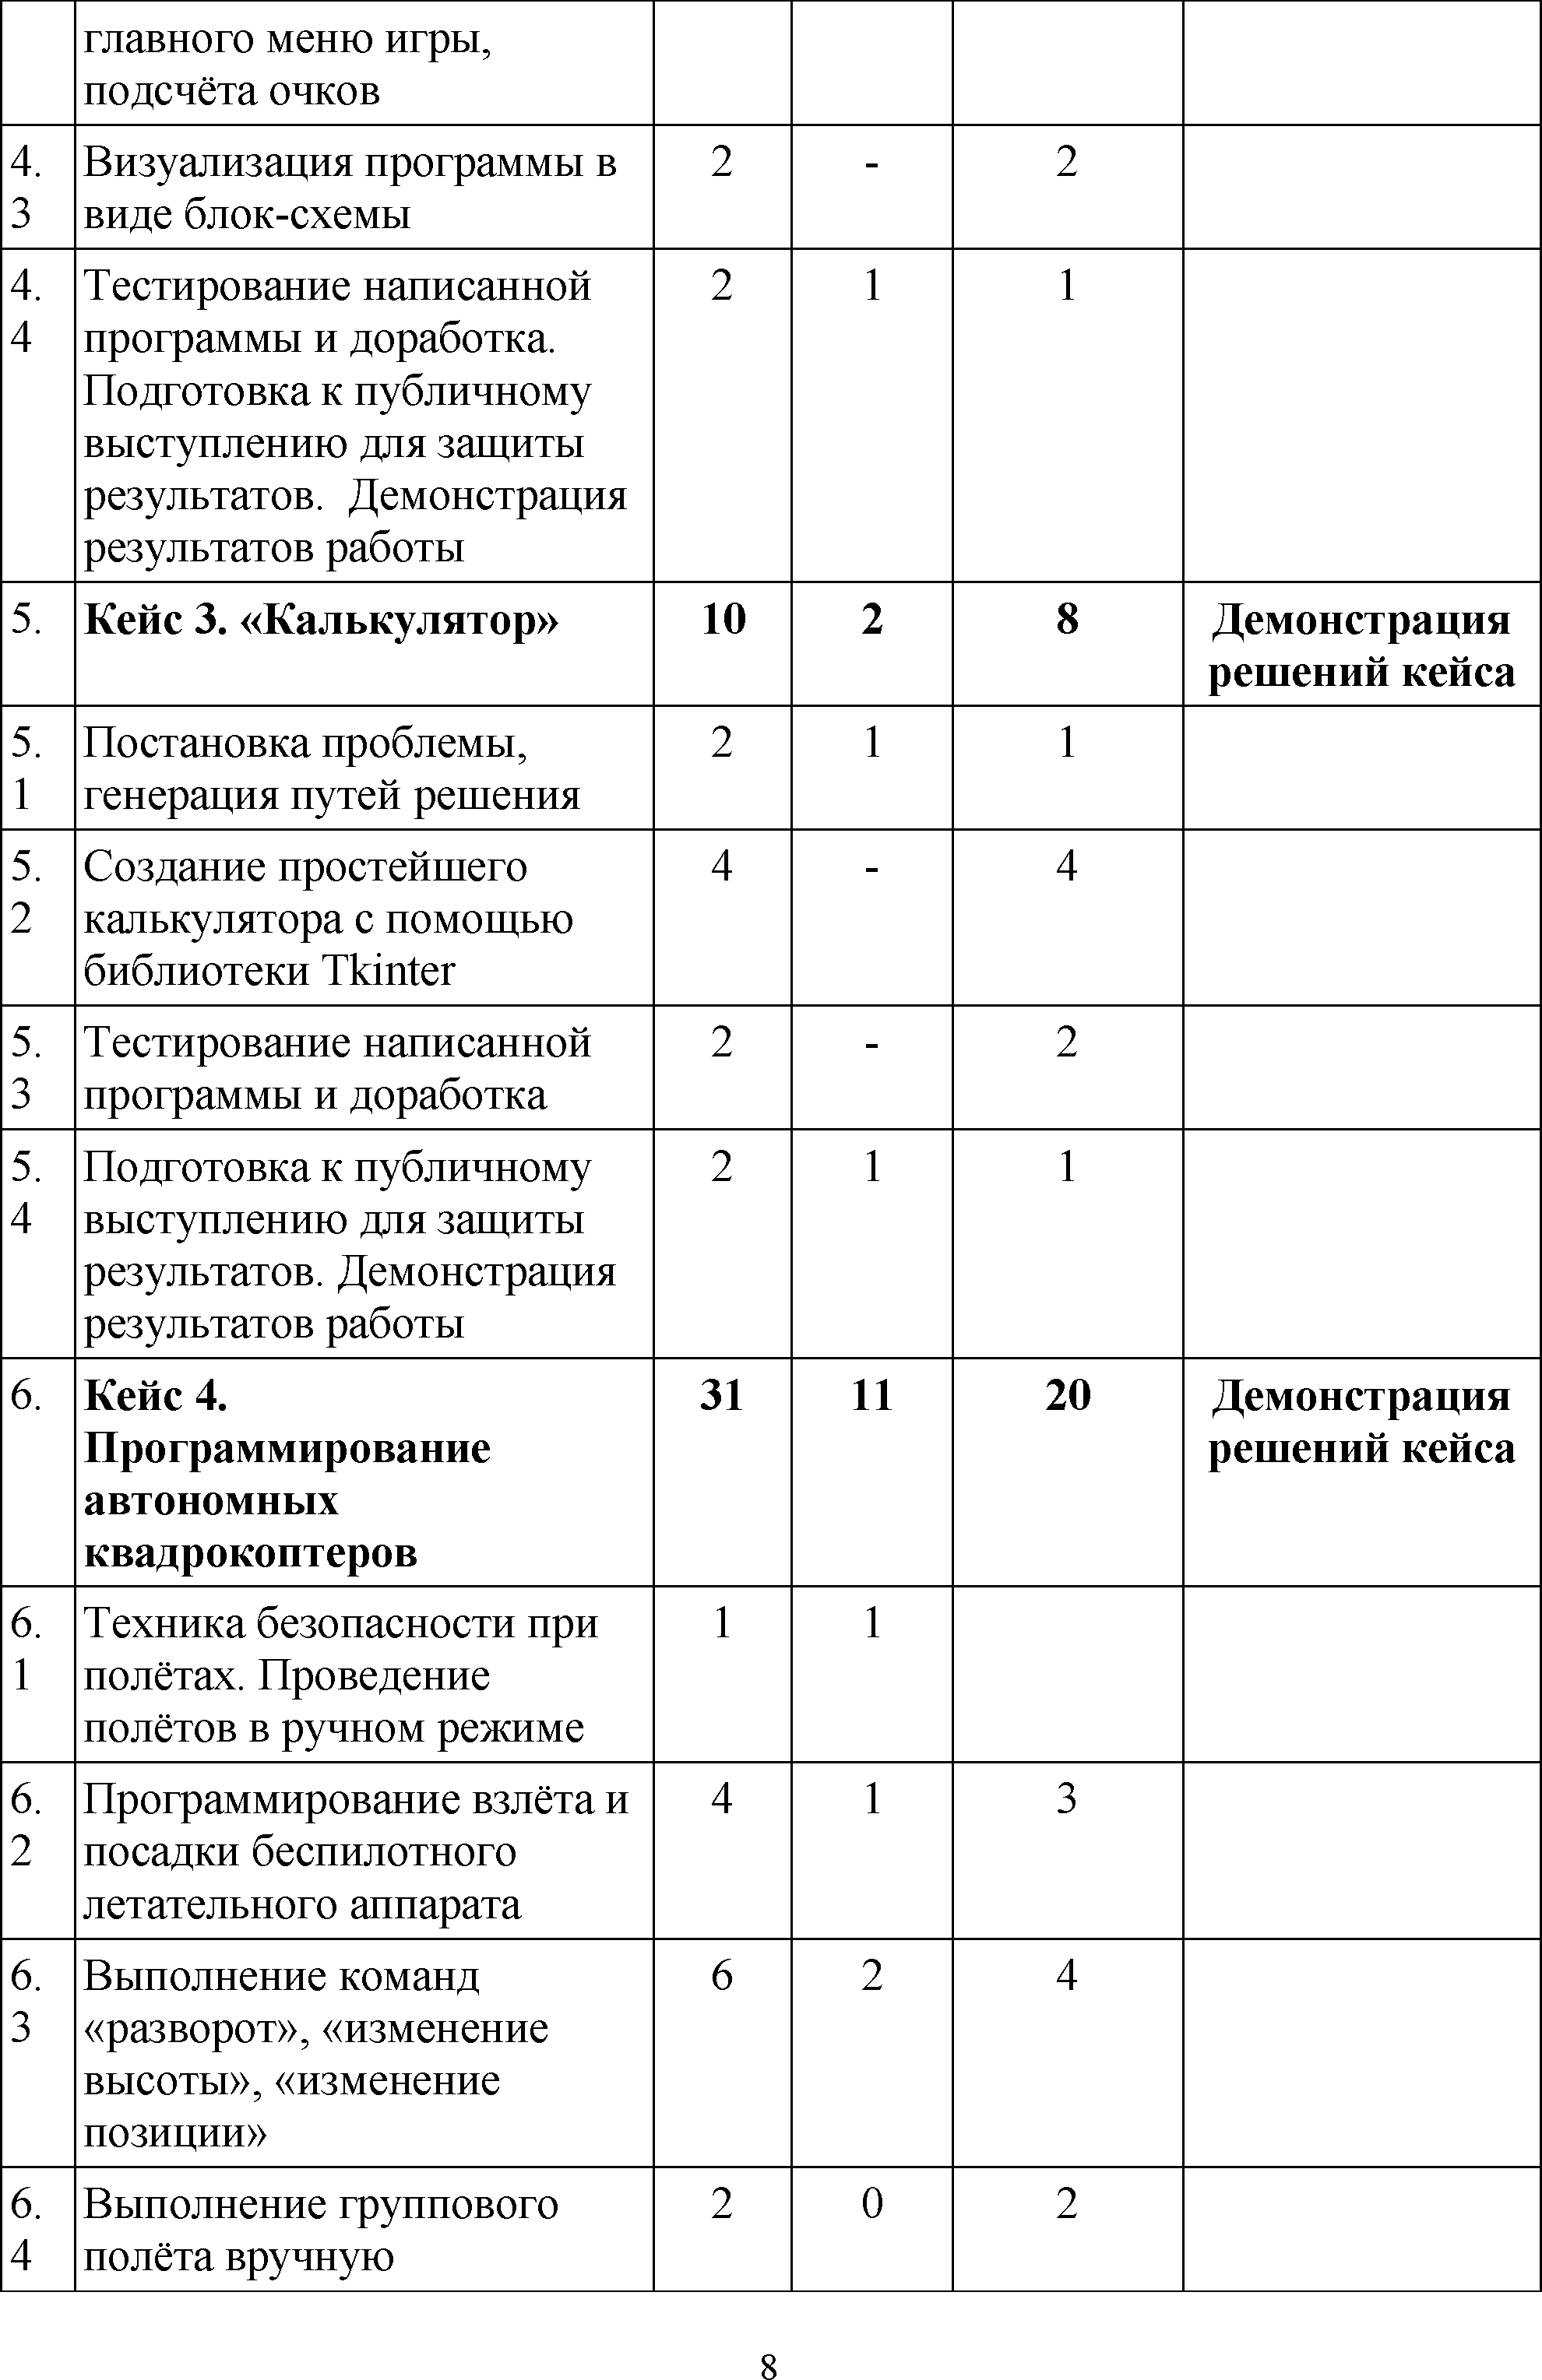 главного меню игры,
подсчёта очков
4. Визуализация программы в 2 - 2
3 виде блок-схемы
4. Тестирование написанной 2 1 1
4 программы и доработка.
Подготовка к публичному
выступлению для защиты
результатов. Демонстрация
результатов работы
5. Кейс 3. «Калькулятор» 10 2 8 Демонстрация
решений кейса
5. Постановка проблемы, 2 1 1
1 генерация путей решения
5. Создание простейшего 4 - 4
2 калькулятора с помощью
библиотеки Tkinter
5. Тестирование написанной 2 - 2
3 программы и доработка
5. Подготовка к публичному 2 1 1
4 выступлению для защиты
результатов. Демонстрация
результатов работы
6. Кейс 4. 31 11 20 Демонстрация
Программирование решений кейса
автономных
квадрокоптеров
6. Техника безопасности при 1 1
1 полётах. Проведение
полётов в ручном режиме
6. Программирование взлёта и 4 1 3
2 посадки беспилотного
летательного аппарата
6. Выполнение команд 6 2 4
3 «разворот», «изменение
высоты», «изменение
позиции»
6. Выполнение группового 2 0 2
4 полёта вручную
8